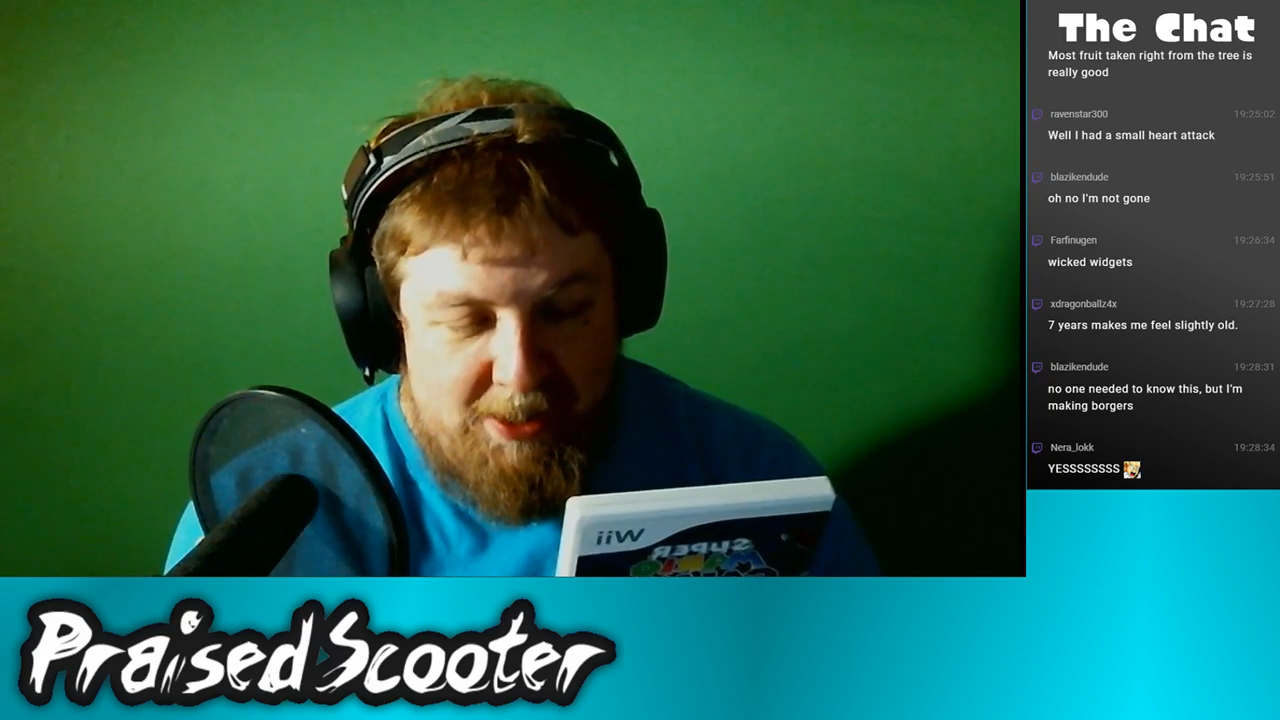 The Chat
Most fruit taken right from the tree is
really good
ravenstar300 19:25:02
Well I had a small heart attack
blazikendude 19:25:51
oh no I'm not gone
Farfinugen 19:26:34
wicked widgets
xdragonballz4x 19:27:28
7 years makes me feel slightly old.
blazikendude 19:28:31
no one needed to know this, but I'm
making borgers
Nera_lokk 19:28:34
YESSSSSSSS
Wii
SUPER
MARIO
PraisedScooter